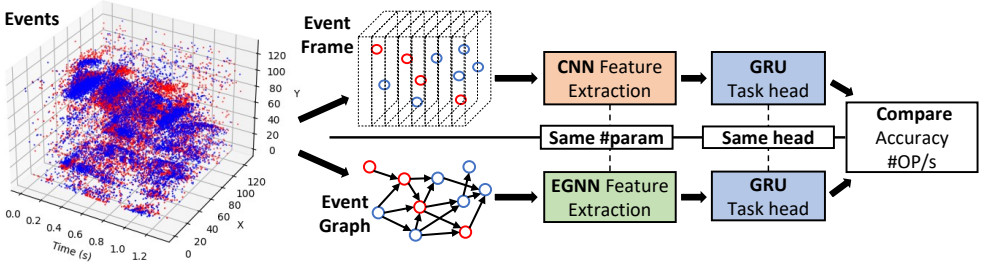 Events
120
100
80
60
40
20
0
Y
0.0
0.2
0.4
0.6
0.8
1.0
1.2
Time (s)
0
20
40
60
80
100
120
X
Event
Frame
CNN Feature
Extraction
GRU
Task head
Same #param
Same head
Compare
Accuracy
#OP/s
Event
Graph
EGNN Feature
Extraction
GRU
Task head